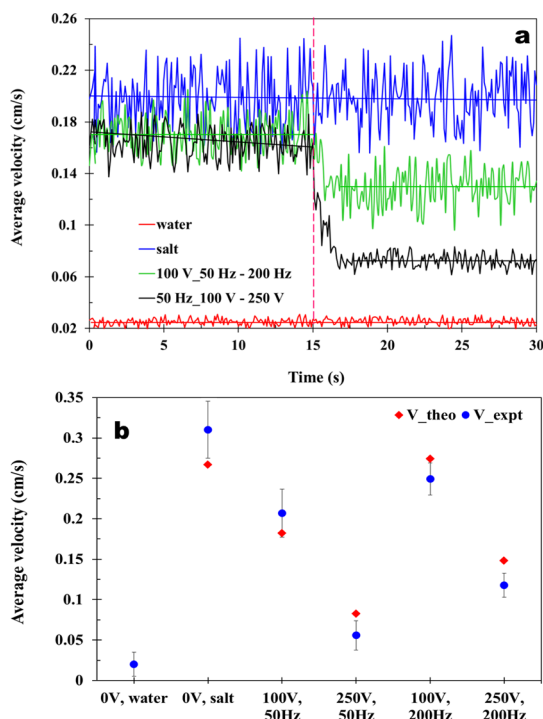 0.26
a
0.22
0.18
0.14
0.1
0.06
0.02
Average velocity (cm/s)
water
salt
100 V_50 Hz - 200 Hz
50 Hz_100 V - 250 V
0 5 10 15 20 25 30
Time (s)
0.35
b
V_theo V_expt
0.3
0.25
0.2
0.15
0.1
0.05
0
Average velocity (cm/s)
0V, water 0V, salt 100V, 250V, 100V, 250V,
50Hz 50Hz 200Hz 200Hz